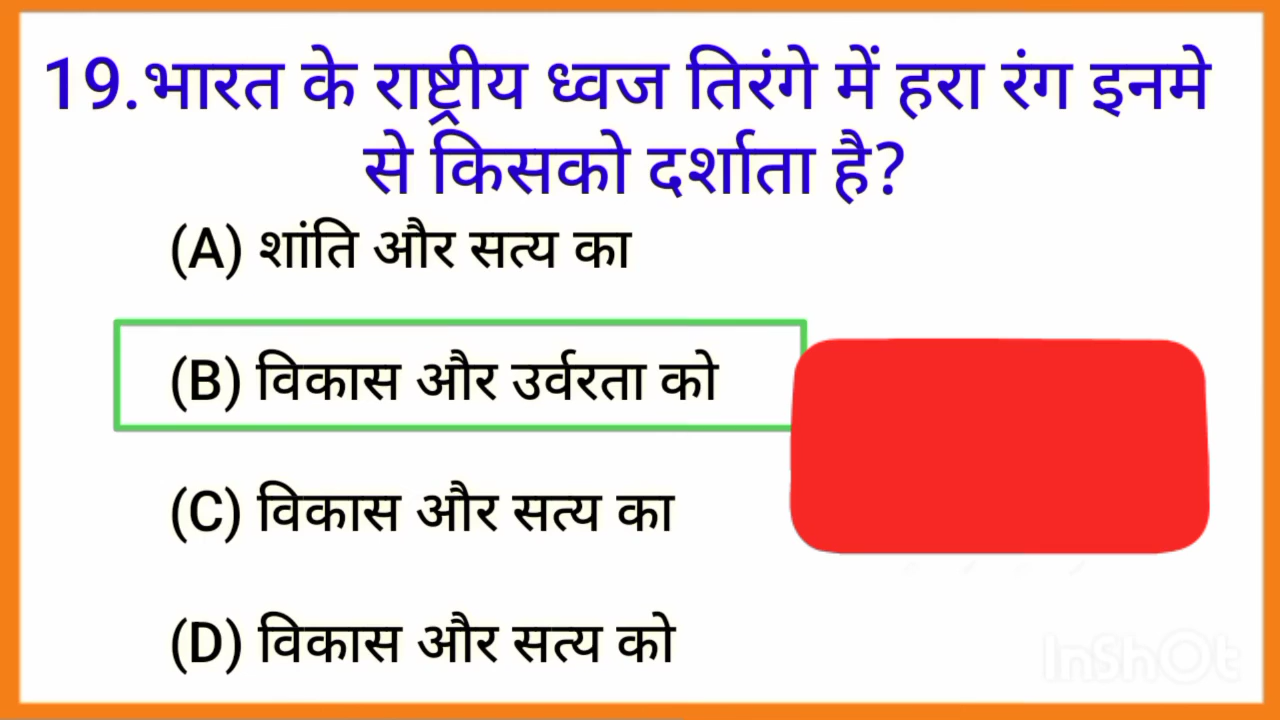 19.भारत के राष्ट्रीय ध्वज तिरंगे में हरा रंग इनमे
से किसको दर्शाता है?
(A) शांति और सत्य का
(B) विकास और उर्वरता को
(C) विकास और सत्य का
(D) विकास और सत्य को
InShOt